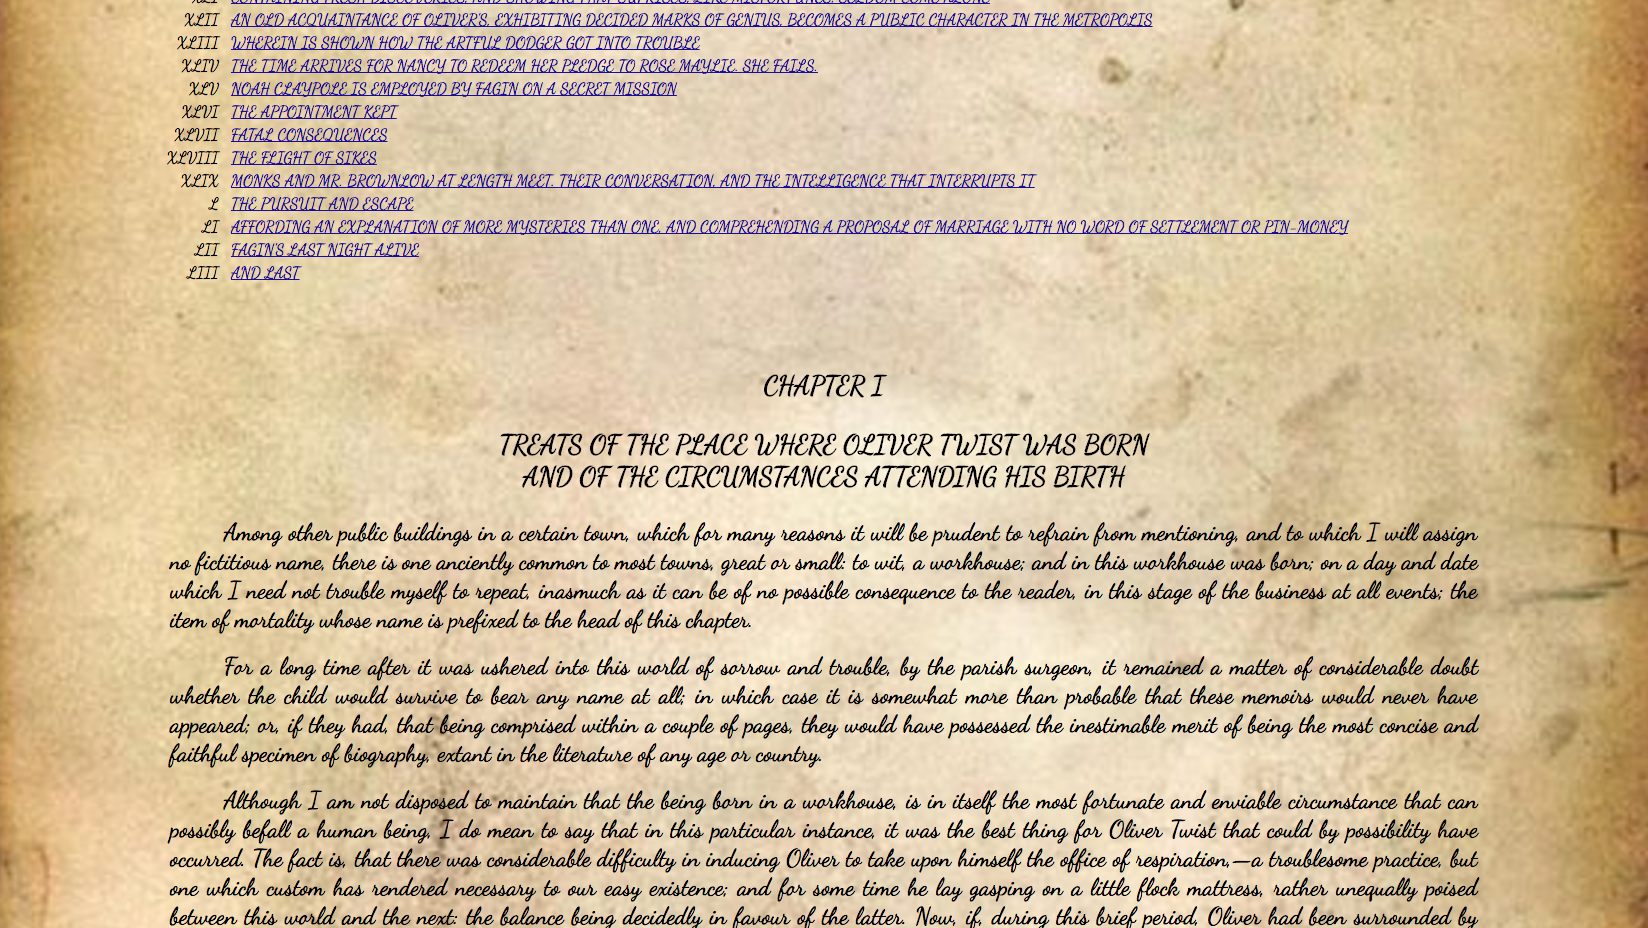 XLI CONTAINING FRESH DISCOVERIES, AND SHOWING THAT SURPRISES, LIKE MISFORTUNES, SELDOM COME ALONE
XLII AN OLD ACQUAINTANCE OF OLIVER'S, EXHIBITING DECIDED MARKS OF GENIUS, BECOMES A PUBLIC CHARACTER IN THE METROPOLIS
XLIII WHEREIN IS SHOWN HOW THE ARTFUL DODGER GOT INTO TROUBLE
XLIV THE TIME ARRIVES FOR NANCY TO REDEEM HER PLEDGE TO ROSE MAYLIE. SHE FAILS.
XLV NOAH CLAYPOLE IS EMPLOYED BY FAGIN ON A SECRET MISSION
XLVI THE APPOINTMENT KEPT
XLVII FATAL CONSEQUENCES
XLVIII THE FLIGHT OF SIKES
XLIX MONKS AND MR. BROWNLOW AT LENGTH MEET. THEIR CONVERSATION, AND THE INTELLIGENCE THAT INTERRUPTS IT
L THE PURSUIT AND ESCAPE
LI AFFORDING AN EXPLANATION OF MORE MYSTERIES THAN ONE, AND COMPREHENDING A PROPOSAL OF MARRIAGE WITH NO WORD OF SETTLEMENT OR PIN-MONEY
LII FAGIN'S LAST NIGHT ALIVE
LIII AND LAST
CHAPTER I
TREATS OF THE PLACE WHERE OLIVER TWIST WAS BORN
AND OF THE CIRCUMSTANCES ATTENDING HIS BIRTH
Among other public buildings in a certain town, which for many reasons it will be prudent to refrain from mentioning, and to which I will assign
no fictitious name, there is one anciently common to most towns, great or small: to wit, a workhouse; and in this workhouse was born; on a day and date
which I need not trouble myself to repeat, inasmuch as it can be of no possible consequence to the reader, in this stage of the business at all events; the
item of mortality whose name is prefixed to the head of this chapter.
For a long time after it was ushered into this world of sorrow and trouble, by the parish surgeon, it remained a matter of considerable doubt
whether the child would survive to bear any name at all; in which case it is somewhat more than probable that these memoirs would never have
appeared; or, if they had, that being comprised within a couple of pages, they would have possessed the inestimable merit of being the most concise and
faithful specimen of biography, extant in the literature of any age or country.
Although I am not disposed to maintain that the being born in a workhouse, is in itself the most fortunate and enviable circumstance that can
possibly befall a human being, I do mean to say that in this particular instance, it was the best thing for Oliver Twist that could by possibility have
occurred. The fact is, that there was considerable difficulty in inducing Oliver to take upon himself the office of respiration,—a troublesome practice, but
one which custom has rendered necessary to our easy existence; and for some time he lay gasping on a little flock mattress, rather unequally poised
between this world and the next: the balance being decidedly in favour of the latter. Now, if, during this brief period, Oliver had been surrounded by